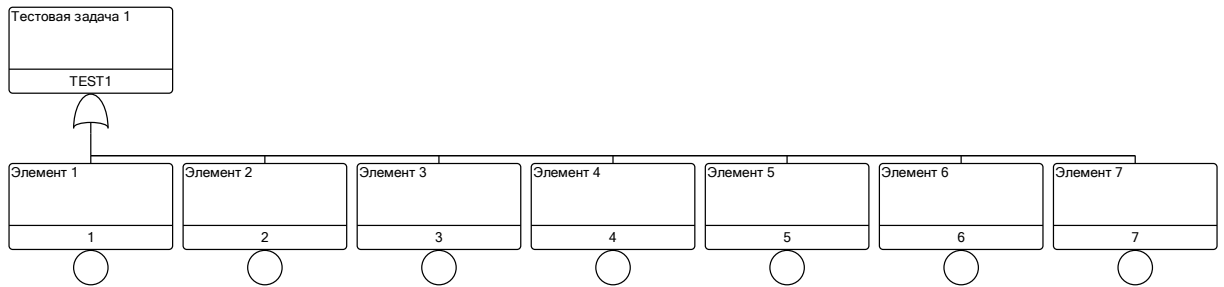 Тестовая задача 1
TEST1
Элемент 1
Элемент 2
Элемент 3
Элемент 4
Элемент 5
Элемент 6
Элемент 7
1
2
3
4
5
6
7